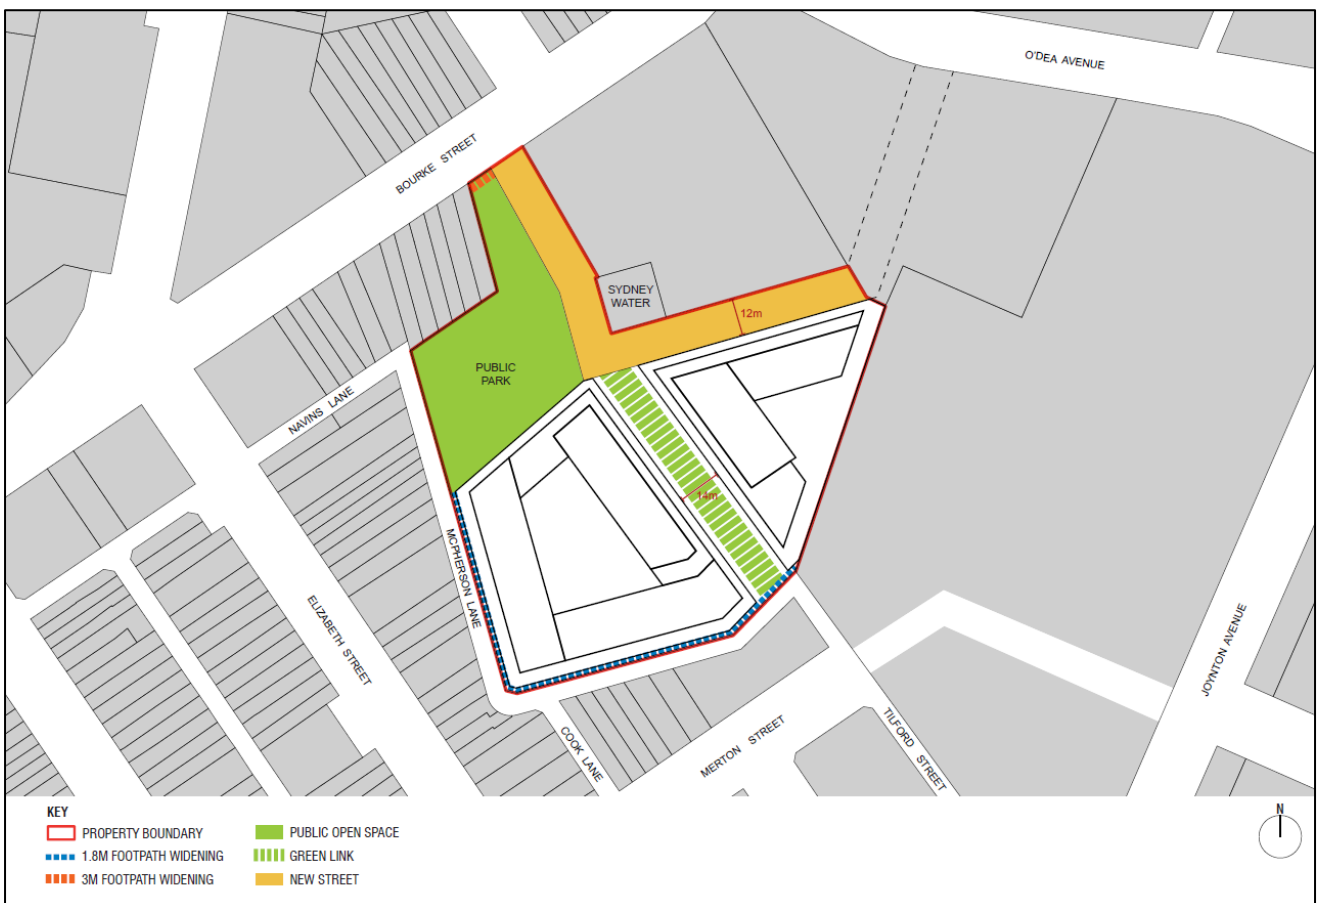 O'DEA AVENUE
BOURKE STREET
SYDNEY
WATER
12m
PUBLIC
PARK
NAVINS LANE
14m
MCPHERSON LANE
ELIZABETH STREET
JOYNTON AVENUE
COOK LANE
MERTON STREET
TILFORD STREET
KEY
PROPERTY BOUNDARY
1.8M FOOTPATH WIDENING
3M FOOTPATH WIDENING
PUBLIC OPEN SPACE
GREEN LINK
NEW STREET
N